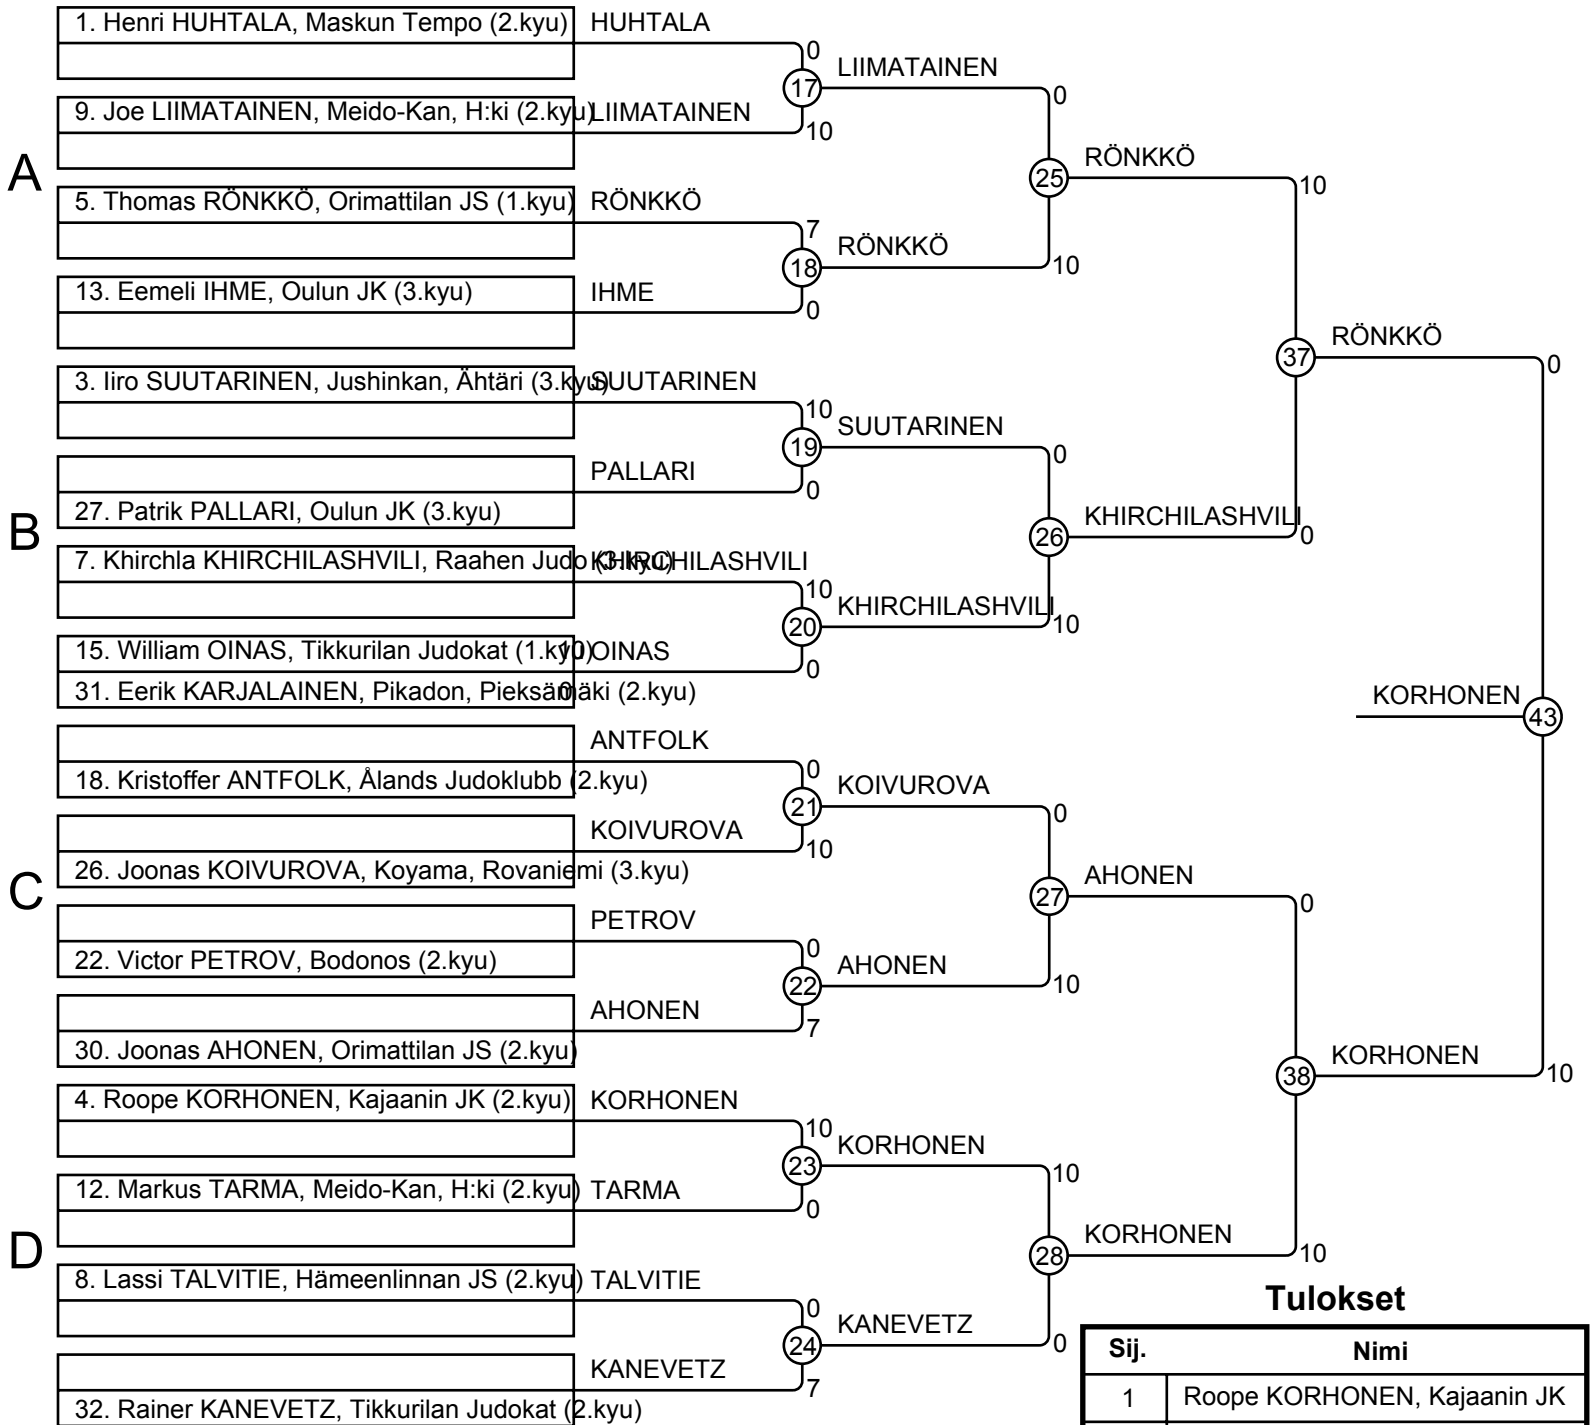 1. Henri HUHTALA, Maskun Tempo (2.kyu)
HUHTALA
0
17
LIIMATAINEN
0
9. Joe LIIMATAINEN, Meido-Kan, H:ki (2.kyu)
LIIMATAINEN
10
A
25
RÖNKKÖ
10
5. Thomas RÖNKKÖ, Orimattilan JS (1.kyu)
RÖNKKÖ
7
18
RÖNKKÖ
10
13. Eemeli IHME, Oulun JK (3.kyu)
IHME
0
37
RÖNKKÖ
0
3. Iiro SUUTARINEN, Jushinkan, Ähtäri (3.kyu)
SUUTARINEN
10
19
SUUTARINEN
0
PALLARI
0
27. Patrik PALLARI, Oulun JK (3.kyu)
B
26
KHIRCHILASHVILI
0
7. Khirchla KHIRCHILASHVILI, Raahen Judo (3.kyu)
KHIRCHILASHVILI
10
20
KHIRCHILASHVILI
10
15. William OINAS, Tikkurilan Judokat (1.kyu)
10
OINAS
0
31. Eerik KARJALAINEN, Pikadon, Pieksämäki (2.kyu)
0
KORHONEN
43
ANTFOLK
0
18. Kristoffer ANTFOLK, Ålands Judoklubb (2.kyu)
21
KOIVUROVA
0
KOIVUROVA
10
26. Joonas KOIVUROVA, Koyama, Rovaniemi (3.kyu)
C
27
AHONEN
0
PETROV
0
22. Victor PETROV, Bodonos (2.kyu)
22
AHONEN
10
AHONEN
7
30. Joonas AHONEN, Orimattilan JS (2.kyu)
38
KORHONEN
10
4. Roope KORHONEN, Kajaanin JK (2.kyu)
KORHONEN
10
23
KORHONEN
10
12. Markus TARMA, Meido-Kan, H:ki (2.kyu)
TARMA
0
D
28
KORHONEN
10
8. Lassi TALVITIE, Hämeenlinnan JS (2.kyu)
TALVITIE
0
24
KANEVETZ
0
KANEVETZ
7
32. Rainer KANEVETZ, Tikkurilan Judokat (2.kyu)
Tulokset
Sij. Nimi
1 Roope KORHONEN, Kajaanin JK